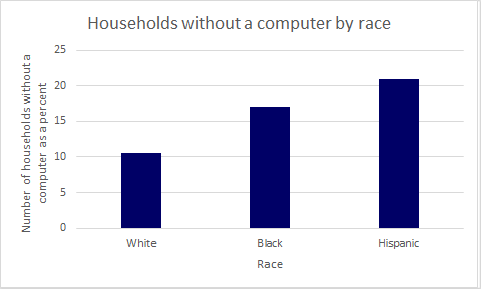 Households without a computer by race
Number of households without a
computer as a percent
25
20
15
10
5
0
White Black Hispanic
Race